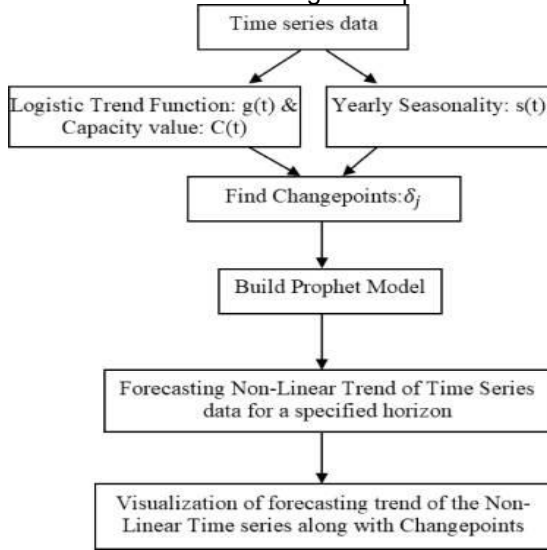 Time series data
Logistic Trend Function: g(t) &
Capacity value: C(t)
Yearly Seasonality: s(t)
Find Changepoints:δⱼ
Build Prophet Model
Forecasting Non-Linear Trend of Time Series
data for a specified horizon
Visualization of forecasting trend of the Non-
Linear Time series along with Changepoints